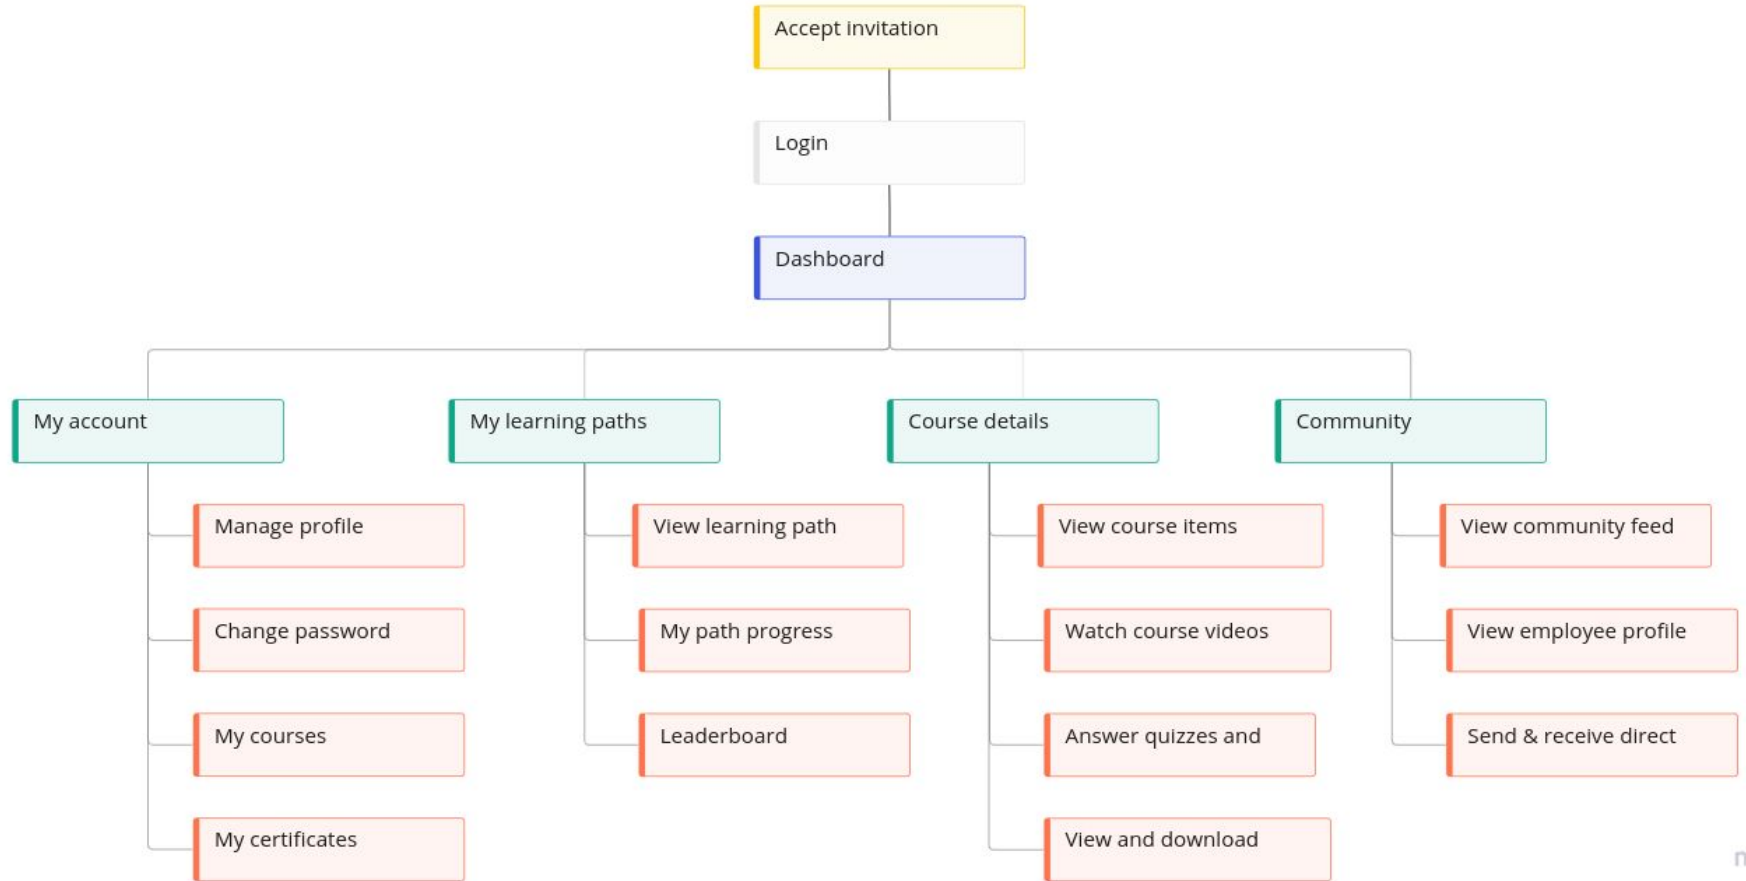 Accept invitation
Login
Dashboard
My account
My learning paths
Course details
Community
Manage profile
View learning path
View course items
View community feed
Change password
My path progress
Watch course videos
View employee profile
My courses
Leaderboard
Answer quizzes and
Send & receive direct
My certificates
View and download